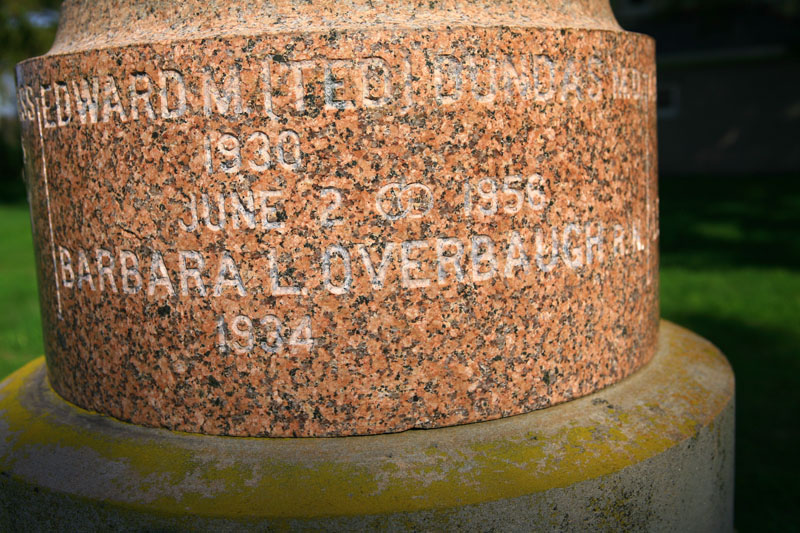 EDWARD M. (TED) DUNDAS M.D.
1930
JUNE 2 1956
BARBARA L. OVERBAUGH R.N.
1934